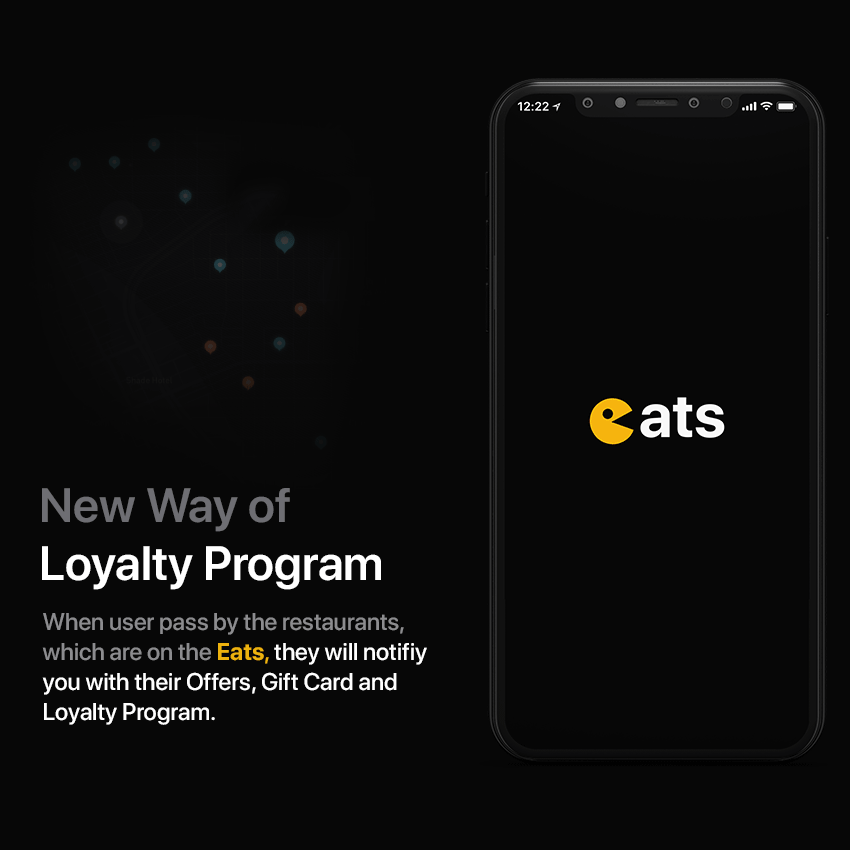 12:22
eats
New Way of
Loyalty Program
When user pass by the restaurants,
which are on the Eats, they will notifiy
you with their Offers, Gift Card and
Loyalty Program.